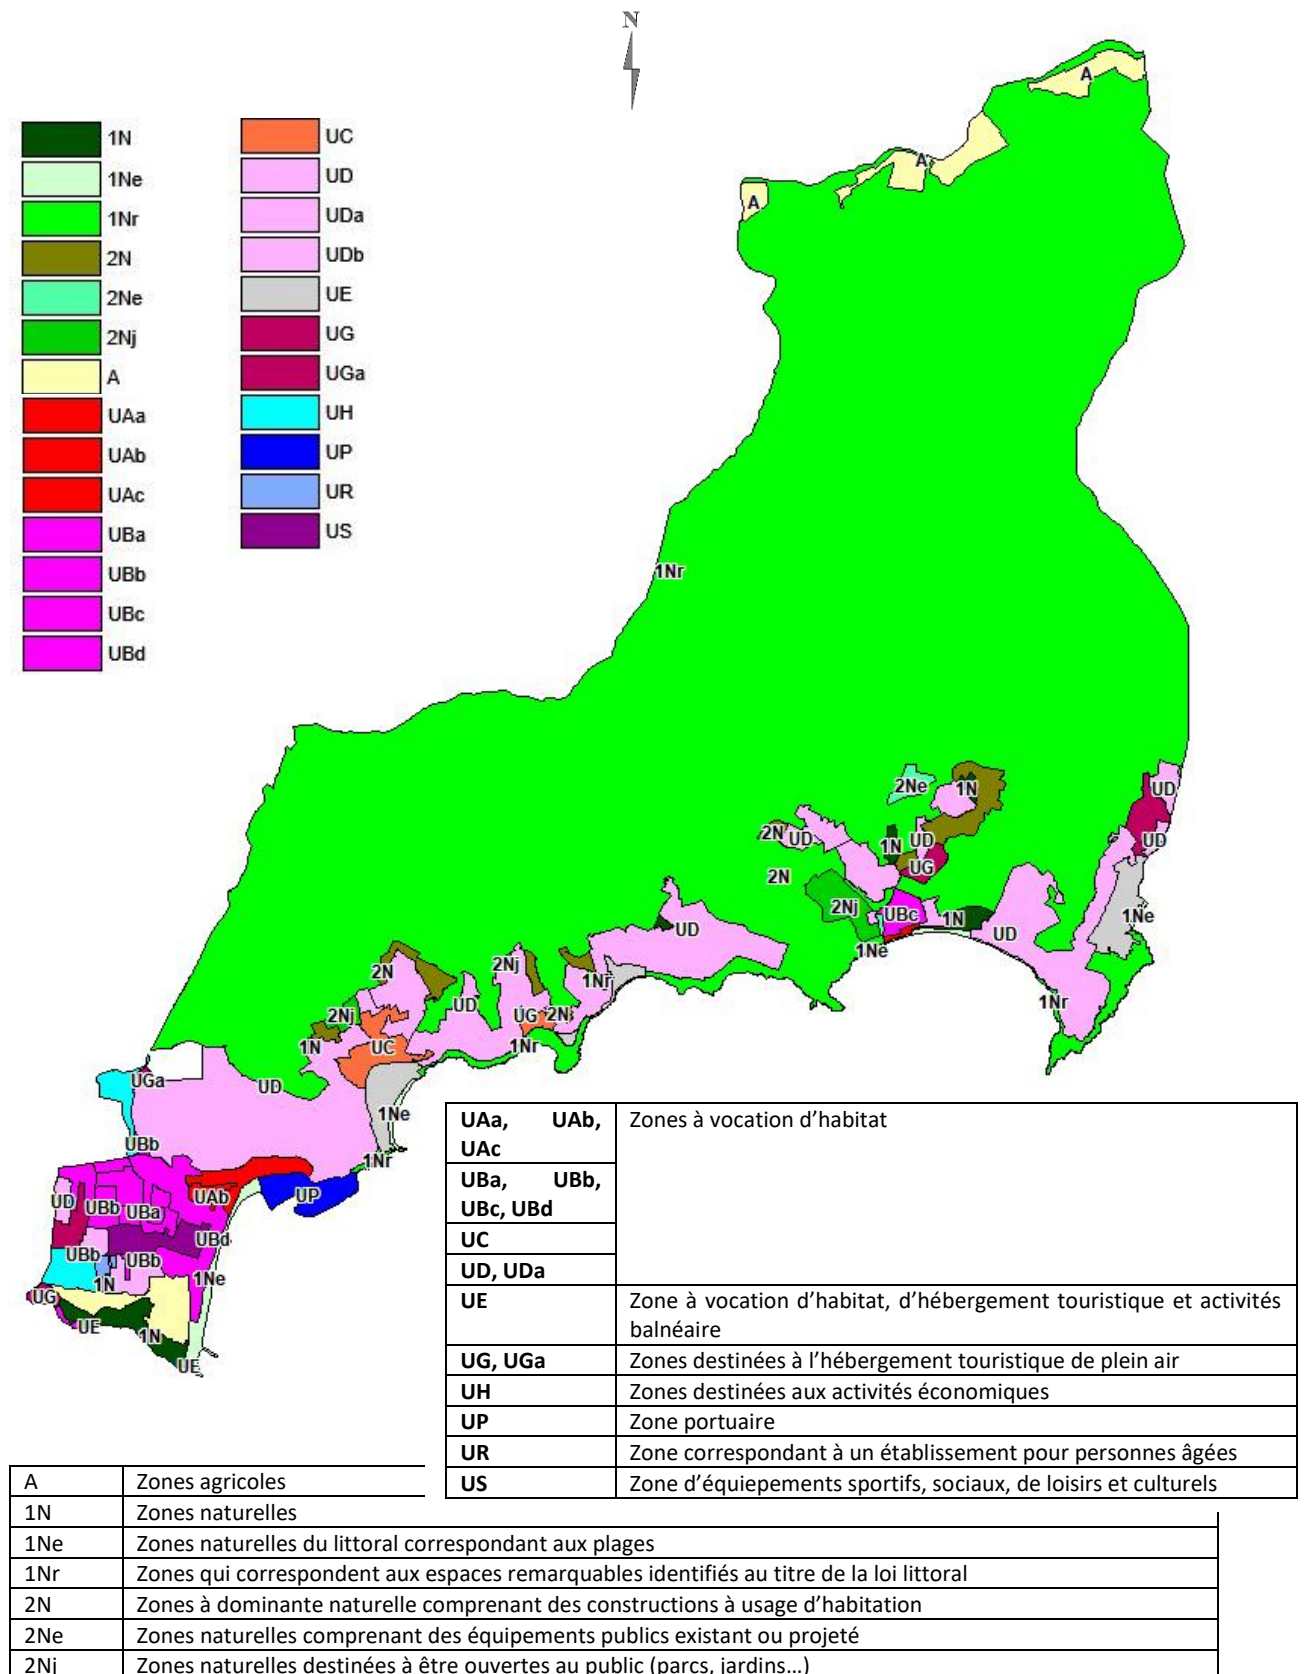 N
1N
1Ne
1Nr
2N
2Ne
2Nj
A
UAa
UAb
UAc
UBa
UBb
UBc
UBd
UC
UD
UDa
UDb
UE
UG
UGa
UH
UP
UR
US
A
A
A
1Nr
2Ne
1N
UD
2N
UD
1N
UD
UD
UG
2N
2Nj
UBc
1N
1Ne
UD
1Ne
UD
1Nr
2N
2Nj
1Nr
2Nj
UD
UG
2N
1N
UC
1Nr
UGa
UD
1Ne
UBb
1Nr
UD
UBb
UBa
UAb
UP
UBd
UBb
UBb
1N
1Ne
UG
UE
1N
UE
UAa, UAb,
UAc
Zones à vocation d’habitat
UBa, UBb,
UBc, UBd
UC
UD, UDa
UE Zone à vocation d’habitat, d’hébergement touristique et activités
balnéaire
UG, UGa Zones destinées à l’hébergement touristique de plein air
UH Zones destinées aux activités économiques
UP Zone portuaire
UR Zone correspondant à un établissement pour personnes âgées
US Zone d’équiepements sportifs, sociaux, de loisirs et culturels
A Zones agricoles
1N Zones naturelles
1Ne Zones naturelles du littoral correspondant aux plages
1Nr Zones qui correspondent aux espaces remarquables identifiés au titre de la loi littoral
2N Zones à dominante naturelle comprenant des constructions à usage d’habitation
2Ne Zones naturelles comprenant des équipements publics existant ou projeté
2Nj Zones naturelles destinées à être ouvertes au public (parcs, jardins…)